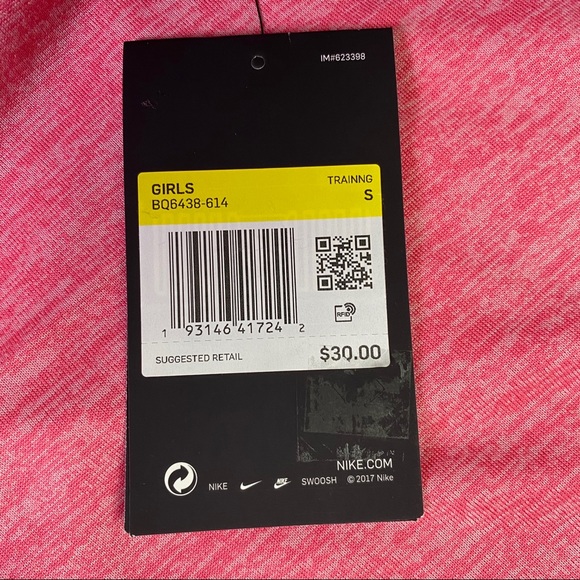 IM#623398
GIRLS TRAINNG
BQ6438-614 S
1 93146 41724 2
RFID
SUGGESTED RETAIL $30.00
NIKE.COM
NIKE NIKE SWOOSH © 2017 Nike